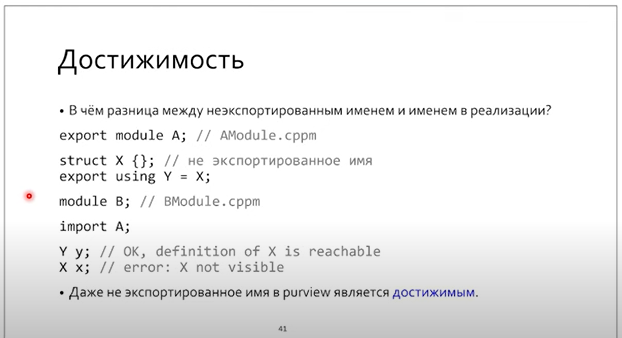 Достижимость
• В чём разница между неэкспортированным именем и именем в реализации?
export module A; // AModule.cppm
struct X {}; // не экспортированное имя
export using Y = X;
module B; // BModule.cppm
import A;
Y y; // OK, definition of X is reachable
X x; // error: X not visible
• Даже не экспортированное имя в purview является достижимым.
41